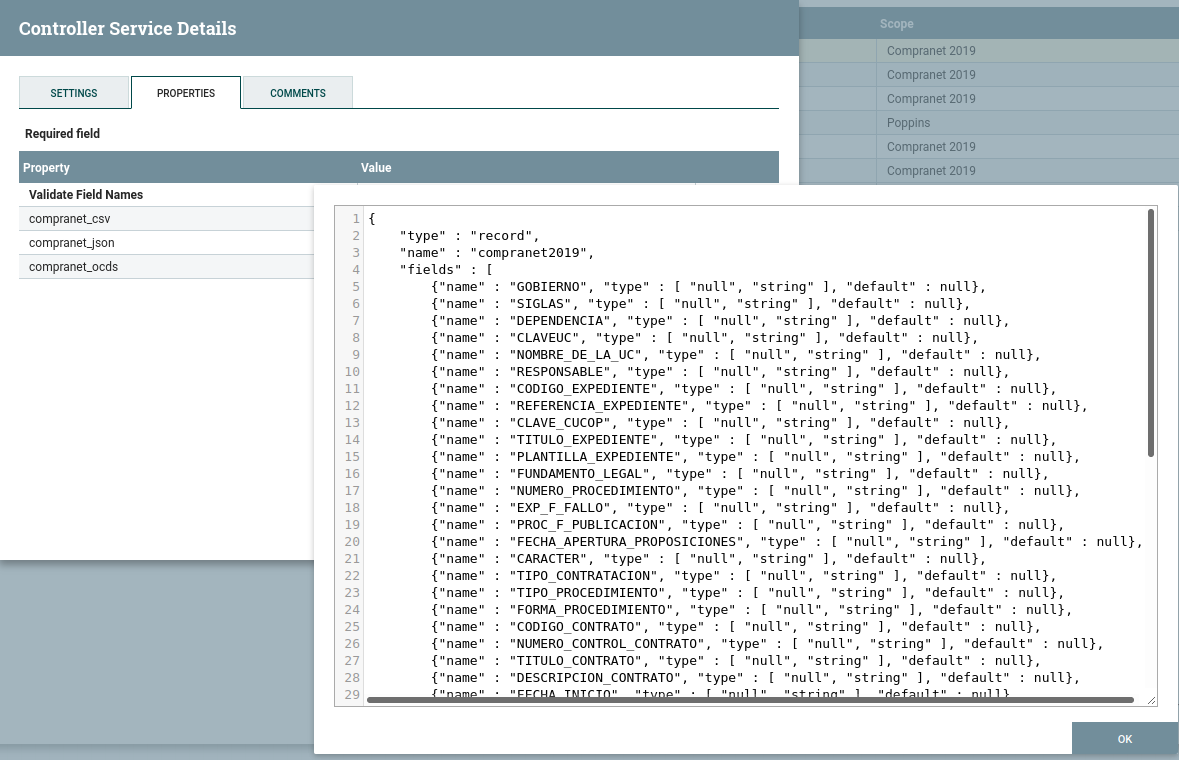 Controller Service Details
Scope
Compranet 2019
Compranet 2019
Compranet 2019
Poppins
Compranet 2019
Compranet 2019
SETTINGS PROPERTIES COMMENTS
Required field
Property Value
Validate Field Names
compranet_csv
compranet_json
compranet_ocds
1 {
2 "type" : "record",
3 "name" : "compranet2019",
4 "fields" : [
5 {"name" : "GOBIERNO", "type" : [ "null", "string" ], "default" : null},
6 {"name" : "SIGLAS", "type" : [ "null", "string" ], "default" : null},
7 {"name" : "DEPENDENCIA", "type" : [ "null", "string" ], "default" : null},
8 {"name" : "CLAVEUC", "type" : [ "null", "string" ], "default" : null},
9 {"name" : "NOMBRE_DE_LA_UC", "type" : [ "null", "string" ], "default" : null},
10 {"name" : "RESPONSABLE", "type" : [ "null", "string" ], "default" : null},
11 {"name" : "CODIGO_EXPEDIENTE", "type" : [ "null", "string" ], "default" : null},
12 {"name" : "REFERENCIA_EXPEDIENTE", "type" : [ "null", "string" ], "default" : null},
13 {"name" : "CLAVE_CUCOP", "type" : [ "null", "string" ], "default" : null},
14 {"name" : "TITULO_EXPEDIENTE", "type" : [ "null", "string" ], "default" : null},
15 {"name" : "PLANTILLA_EXPEDIENTE", "type" : [ "null", "string" ], "default" : null},
16 {"name" : "FUNDAMENTO_LEGAL", "type" : [ "null", "string" ], "default" : null},
17 {"name" : "NUMERO_PROCEDIMIENTO", "type" : [ "null", "string" ], "default" : null},
18 {"name" : "EXP_F_FALLO", "type" : [ "null", "string" ], "default" : null},
19 {"name" : "PROC_F_PUBLICACION", "type" : [ "null", "string" ], "default" : null},
20 {"name" : "FECHA_APERTURA_PROPOSICIONES", "type" : [ "null", "string" ], "default" : null},
21 {"name" : "CARACTER", "type" : [ "null", "string" ], "default" : null},
22 {"name" : "TIPO_CONTRATACION", "type" : [ "null", "string" ], "default" : null},
23 {"name" : "TIPO_PROCEDIMIENTO", "type" : [ "null", "string" ], "default" : null},
24 {"name" : "FORMA_PROCEDIMIENTO", "type" : [ "null", "string" ], "default" : null},
25 {"name" : "CODIGO_CONTRATO", "type" : [ "null", "string" ], "default" : null},
26 {"name" : "NUMERO_CONTROL_CONTRATO", "type" : [ "null", "string" ], "default" : null},
27 {"name" : "TITULO_CONTRATO", "type" : [ "null", "string" ], "default" : null},
28 {"name" : "DESCRIPCION_CONTRATO", "type" : [ "null", "string" ], "default" : null},
29 {"name" : "FECHA_INICIO", "type" : [ "null", "string" ], "default" : null}
OK